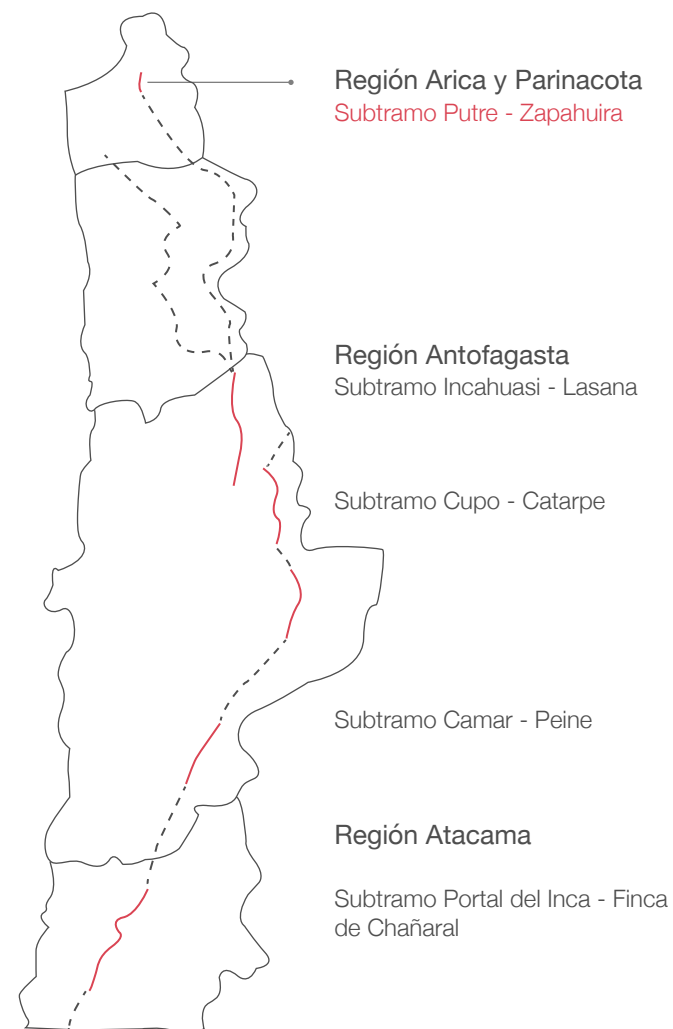 Región Arica y Parinacota
Subtramo Putre - Zapahuira
Región Antofagasta
Subtramo Incahuasi - Lasana
Subtramo Cupo - Catarpe
Subtramo Camar - Peine
Región Atacama
Subtramo Portal del Inca - Finca
de Chañaral